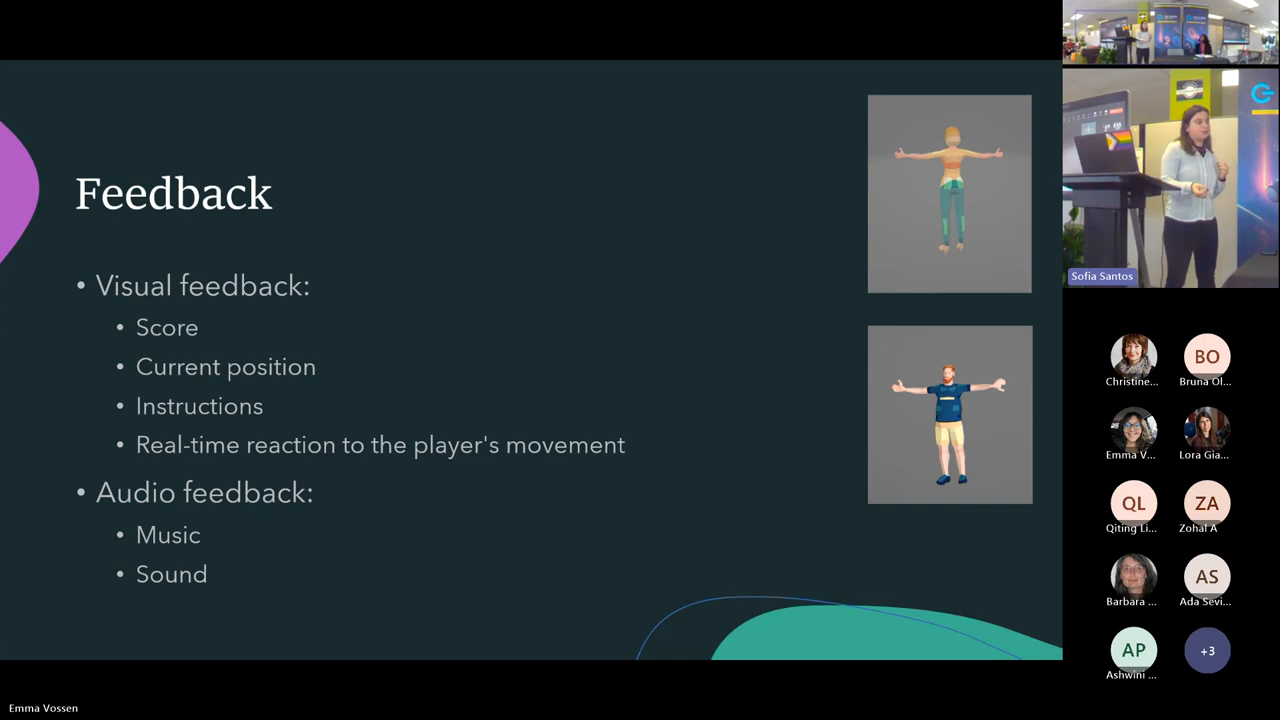 Feedback
• Visual feedback:
• Score
• Current position
• Instructions
• Real-time reaction to the player's movement
• Audio feedback:
• Music
• Sound
Sofia Santos
Christine...
BO
Bruna Ol...
Emma V...
Lora Gia...
QL
Qiting Li...
ZA
Zohal A
Barbara ...
AS
Ada Sevi...
AP
Ashwini ...
+3
Emma Vossen